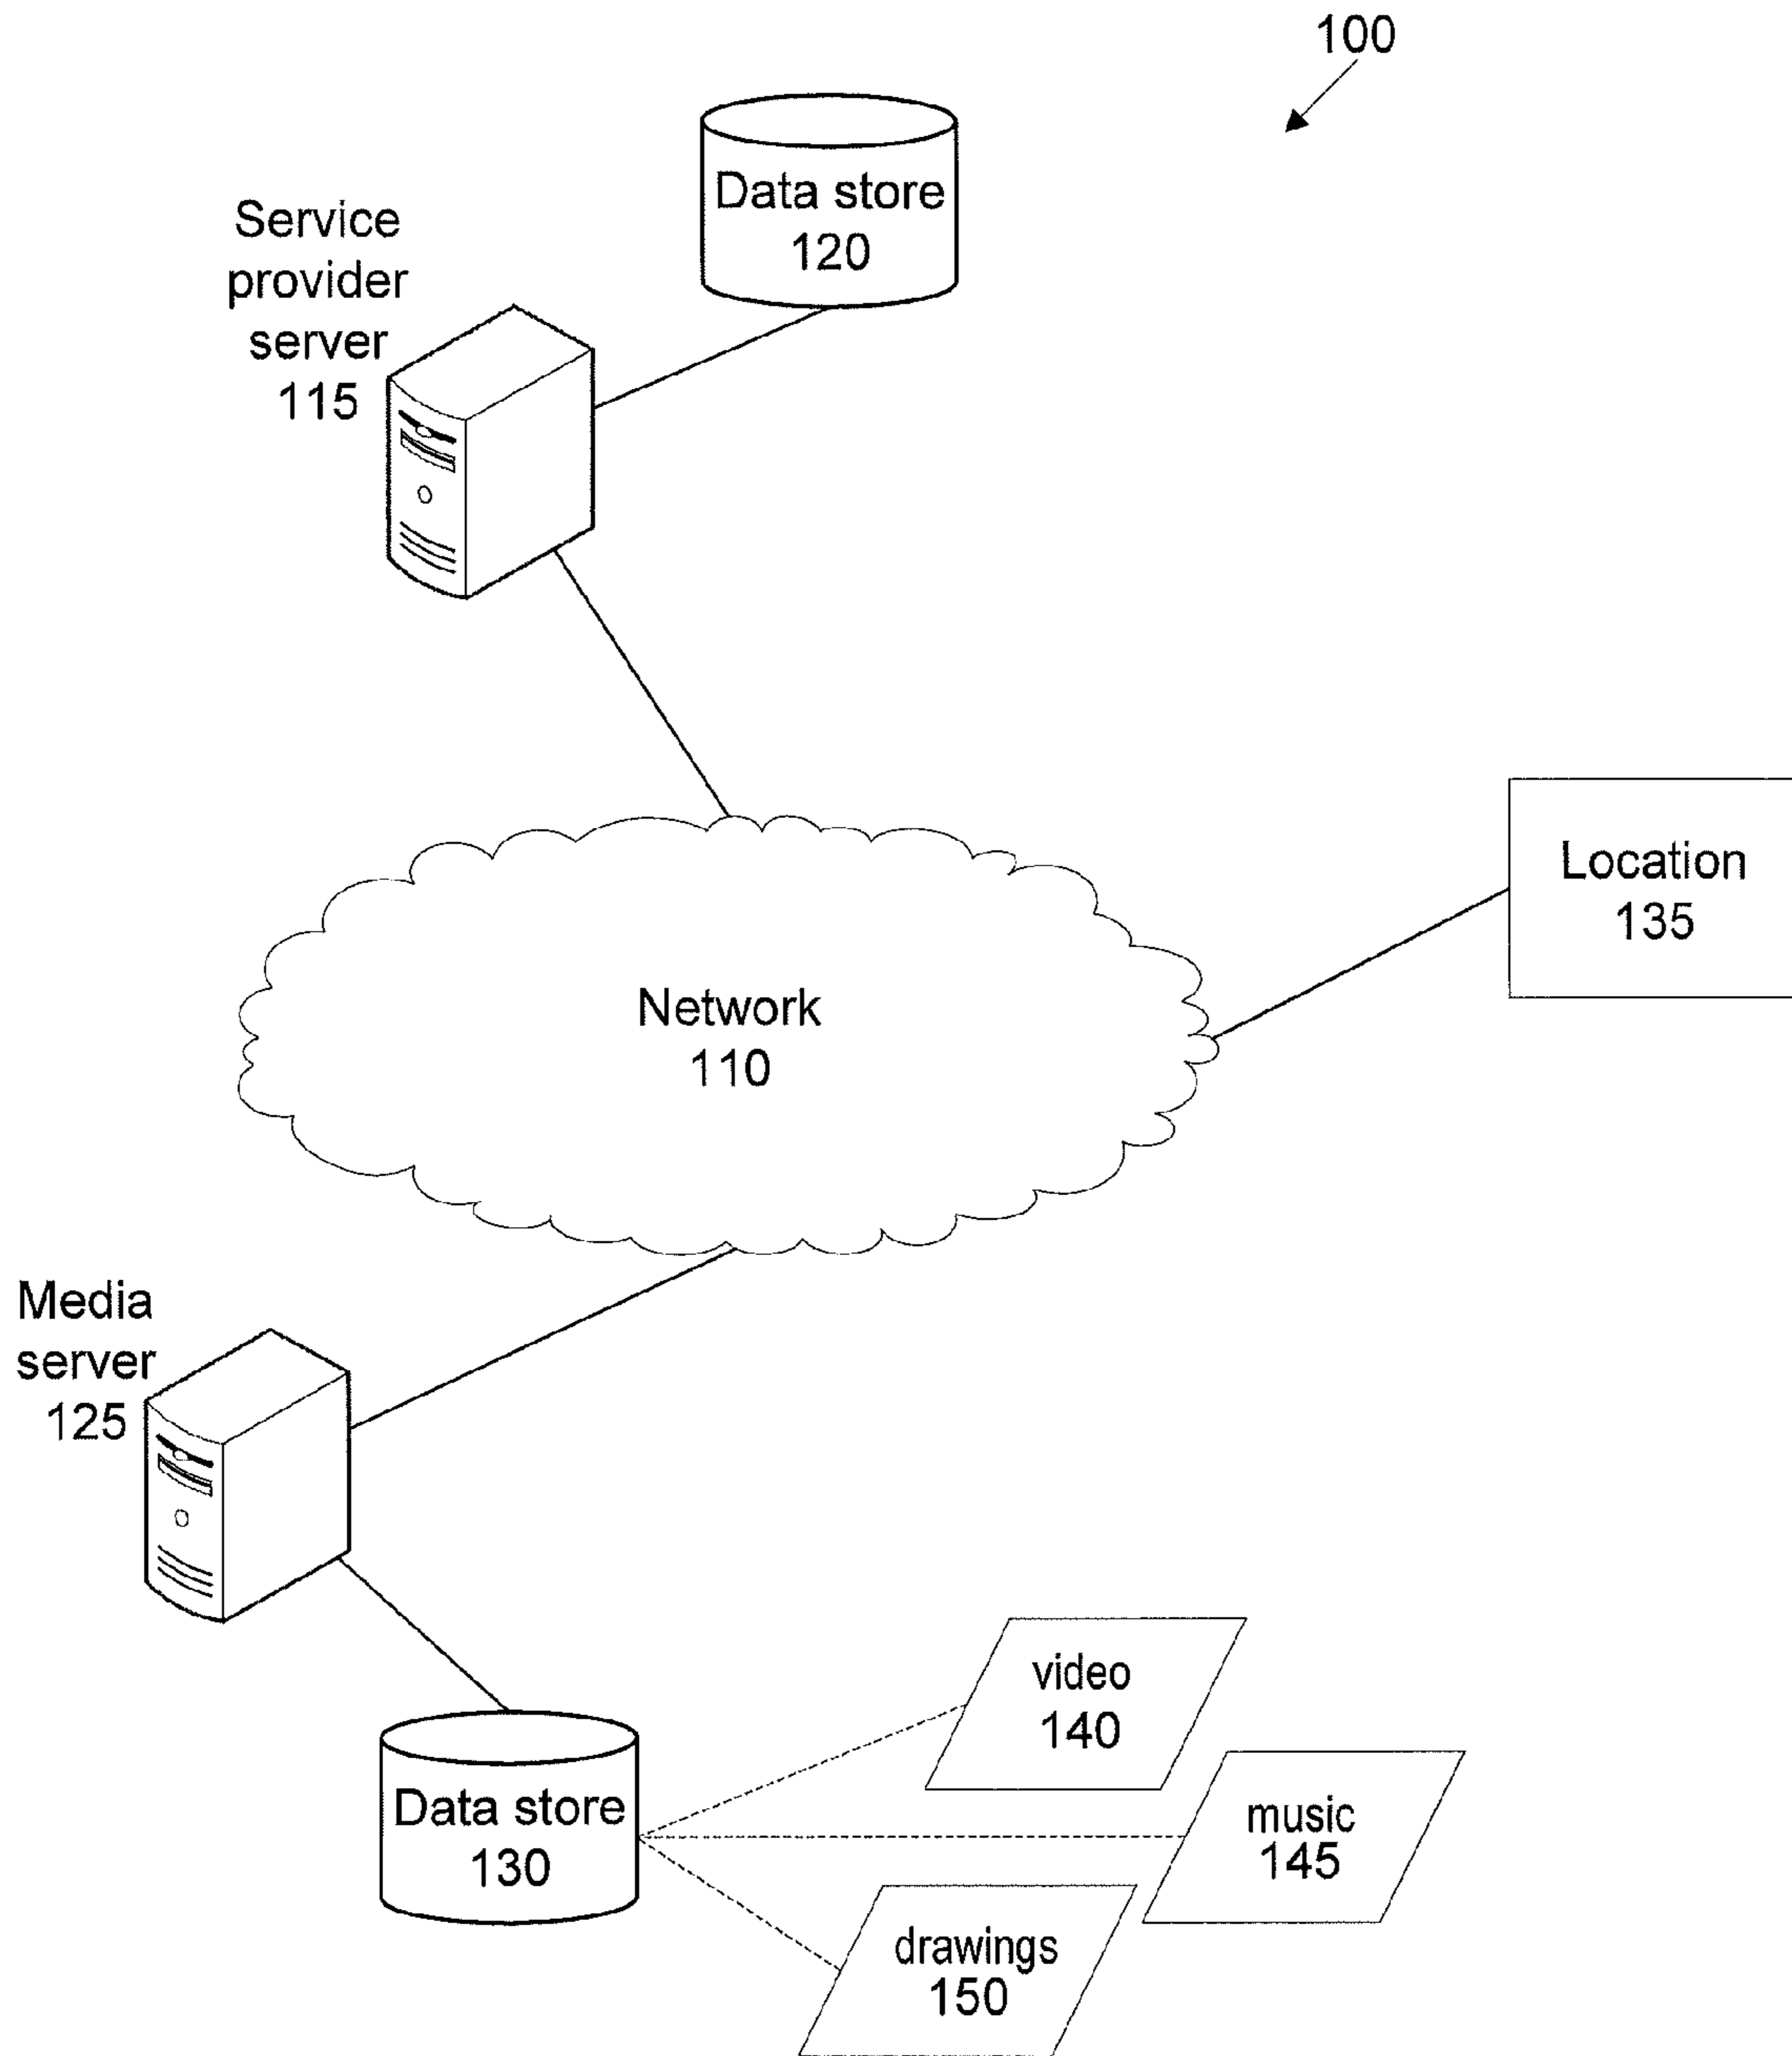 100
Data store
120
Service
provider
server
115
Location
135
Network
110
Media
server
125
video
140
music
145
Data store
130
drawings
150